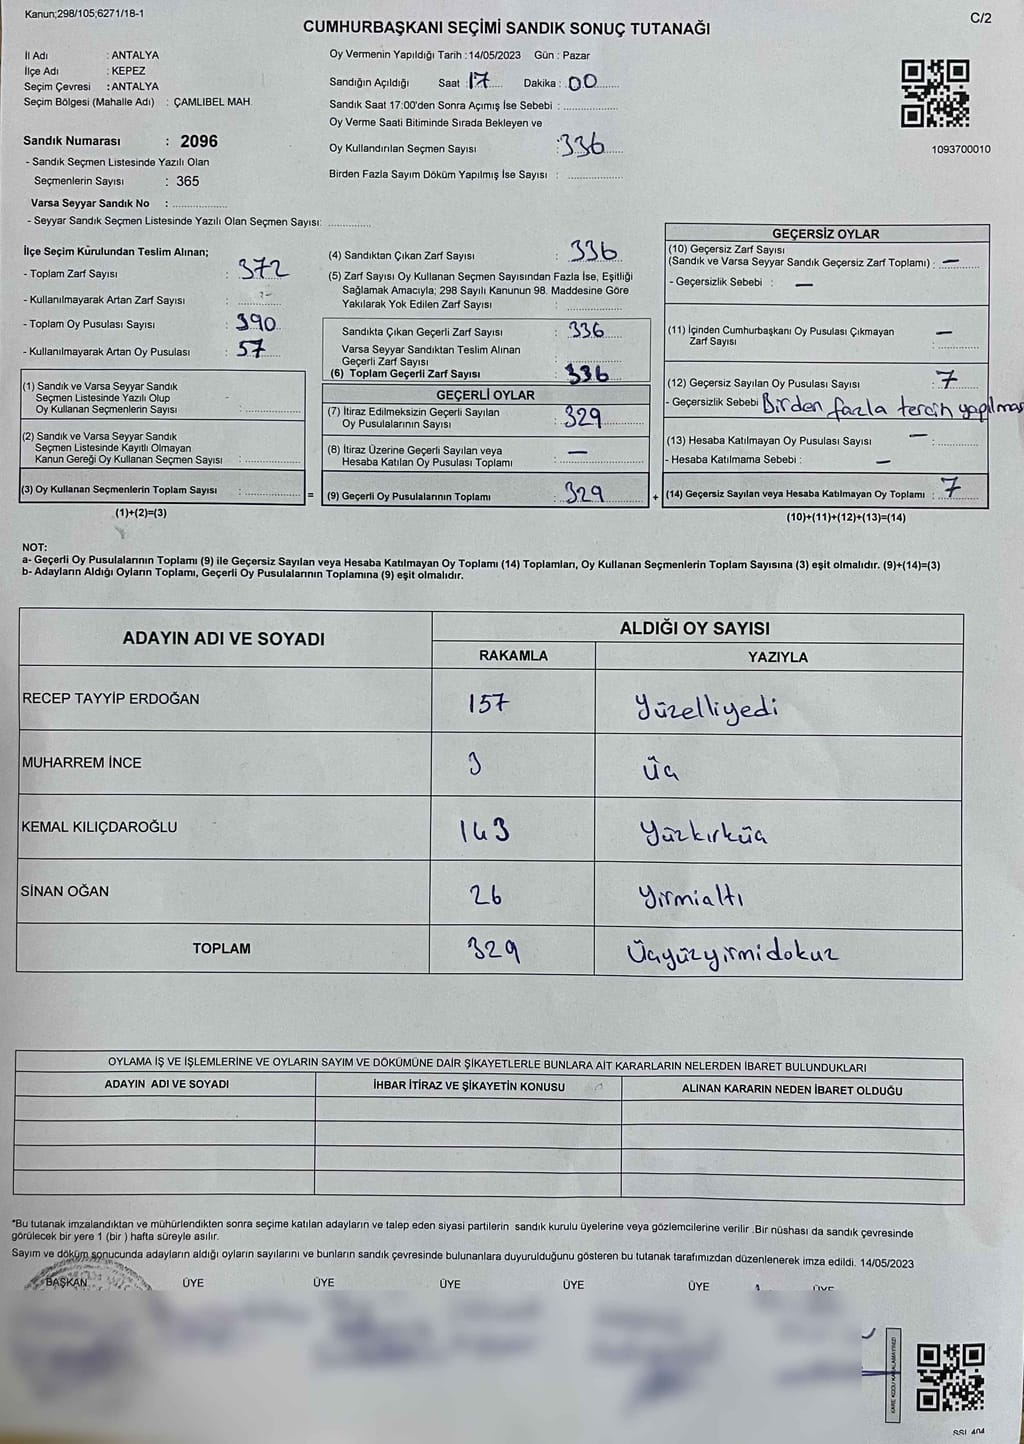 Kanun;298/105;6271/18-1
C/2
CUMHURBAŞKANI SEÇİMİ SANDIK SONUÇ TUTANAĞI
İl Adı : ANTALYA
İlçe Adı : KEPEZ
Seçim Çevresi : ANTALYA
Seçim Bölgesi (Mahalle Adı) : ÇAMLIBEL MAH.
Sandık Numarası : 2096
- Sandık Seçmen Listesinde Yazılı Olan
Seçmenlerin Sayısı : 365
Varsa Seyyar Sandık No : ..................
- Seyyar Sandık Seçmen Listesinde Yazılı Olan Seçmen Sayısı: ..............
Oy Vermenin Yapıldığı Tarih : 14/05/2023 Gün : Pazar
Sandığın Açıldığı Saat : 17 Dakika : 00
Sandık Saat 17:00'den Sonra Açımış İse Sebebi : ..................
Oy Verme Saati Bitiminde Sırada Bekleyen ve
Oy Kullandırılan Seçmen Sayısı : 336
Birden Fazla Sayım Döküm Yapılmış İse Sayısı : ..................
1093700010
İlçe Seçim Kurulundan Teslim Alınan;
- Toplam Zarf Sayısı : 372
- Kullanılmayarak Artan Zarf Sayısı :
- Toplam Oy Pusulası Sayısı : 390
- Kullanılmayarak Artan Oy Pusulası : 57
(1) Sandık ve Varsa Seyyar Sandık
Seçmen Listesinde Yazılı Olup
Oy Kullanan Seçmenlerin Sayısı : ..............
(2) Sandık ve Varsa Seyyar Sandık
Seçmen Listesinde Kayıtlı Olmayan
Kanun Gereği Oy Kullanan Seçmen Sayısı : ..............
(3) Oy Kullanan Seçmenlerin Toplam Sayısı : ..............
(1)+(2)=(3)
(4) Sandıktan Çıkan Zarf Sayısı : 336
(5) Zarf Sayısı Oy Kullanan Seçmen Sayısından Fazla İse, Eşitliği
Sağlamak Amacıyla; 298 Sayılı Kanunun 98. Maddesine Göre
Yakılarak Yok Edilen Zarf Sayısı : ..............
Sandıkta Çıkan Geçerli Zarf Sayısı : 336
Varsa Seyyar Sandıktan Teslim Alınan
Geçerli Zarf Sayısı : ..............
(6) Toplam Geçerli Zarf Sayısı : 336
GEÇERLİ OYLAR
(7) İtiraz Edilmeksizin Geçerli Sayılan
Oy Pusulalarının Sayısı : 329
(8) İtiraz Üzerine Geçerli Sayılan veya
Hesaba Katılan Oy Pusulası Toplamı : —
= (9) Geçerli Oy Pusulalarının Toplamı : 329 +
GEÇERSİZ OYLAR
(10) Geçersiz Zarf Sayısı
(Sandık ve Varsa Seyyar Sandık Geçersiz Zarf Toplamı) : —
- Geçersizlik Sebebi : —
(11) İçinden Cumhurbaşkanı Oy Pusulası Çıkmayan
Zarf Sayısı : —
(12) Geçersiz Sayılan Oy Pusulası Sayısı : 7
- Geçersizlik Sebebi Birden fazla tercih yapılmas
(13) Hesaba Katılmayan Oy Pusulası Sayısı — : ..............
- Hesaba Katılmama Sebebi : —
(14) Geçersiz Sayılan veya Hesaba Katılmayan Oy Toplamı : 7
(10)+(11)+(12)+(13)=(14)
NOT:
a- Geçerli Oy Pusulalarının Toplamı (9) ile Geçersiz Sayılan veya Hesaba Katılmayan Oy Toplamı (14) Toplamları, Oy Kullanan Seçmenlerin Toplam Sayısına (3) eşit olmalıdır. (9)+(14)=(3)
b- Adayların Aldığı Oyların Toplamı, Geçerli Oy Pusulalarının Toplamına (9) eşit olmalıdır.
ADAYIN ADI VE SOYADI
ALDIĞI OY SAYISI
RAKAMLA YAZIYLA
RECEP TAYYİP ERDOĞAN 157 Yüzelliyedi
MUHARREM İNCE 3 Üç
KEMAL KILIÇDAROĞLU 143 Yüzkırküç
SİNAN OĞAN 26 Yirmialtı
TOPLAM 329 Üçyüzyirmidokuz
OYLAMA İŞ VE İŞLEMLERİNE VE OYLARIN SAYIM VE DÖKÜMÜNE DAİR ŞİKAYETLERLE BUNLARA AİT KARARLARIN NELERDEN İBARET BULUNDUKLARI
ADAYIN ADI VE SOYADI İHBAR İTİRAZ VE ŞİKAYETİN KONUSU ALINAN KARARIN NEDEN İBARET OLDUĞU
*Bu tutanak imzalandıktan ve mühürlendikten sonra seçime katılan adayların ve talep eden siyasi partilerin sandık kurulu üyelerine veya gözlemcilerine verilir .Bir nüshası da sandık çevresinde
görülecek bir yere 1 (bir ) hafta süreyle asılır.
Sayım ve döküm sonucunda adayların aldığı oyların sayılarını ve bunların sandık çevresinde bulunanlara duyurulduğunu gösteren bu tutanak tarafımızdan düzenlenerek imza edildi. 14/05/2023
BAŞKAN ÜYE ÜYE ÜYE ÜYE ÜYE ÜYE
KARE KODU KARALAMAYINIZ!